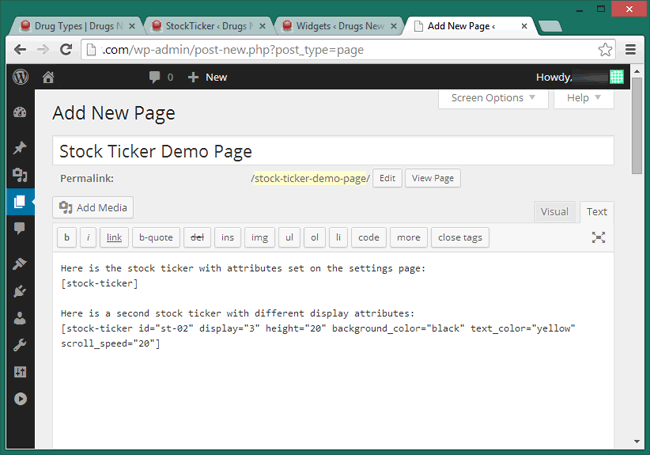 Drug Types | Drugs N
StockTicker ‹ Drugs N
Widgets ‹ Drugs New
Add New Page ‹
.com/wp-admin/post-new.php?post_type=page
0
New
Howdy,
Screen Options
Help
Add New Page
Stock Ticker Demo Page
Permalink:
/stock-ticker-demo-page/
Edit
View Page
Add Media
Visual
Text
b
i
link
b-quote
del
ins
img
ul
ol
li
code
more
close tags
Here is the stock ticker with attributes set on the settings page:
[stock-ticker]
Here is a second stock ticker with different display attributes:
[stock-ticker id="st-02" display="3" height="20" background_color="black" text_color="yellow"
scroll_speed="20"]